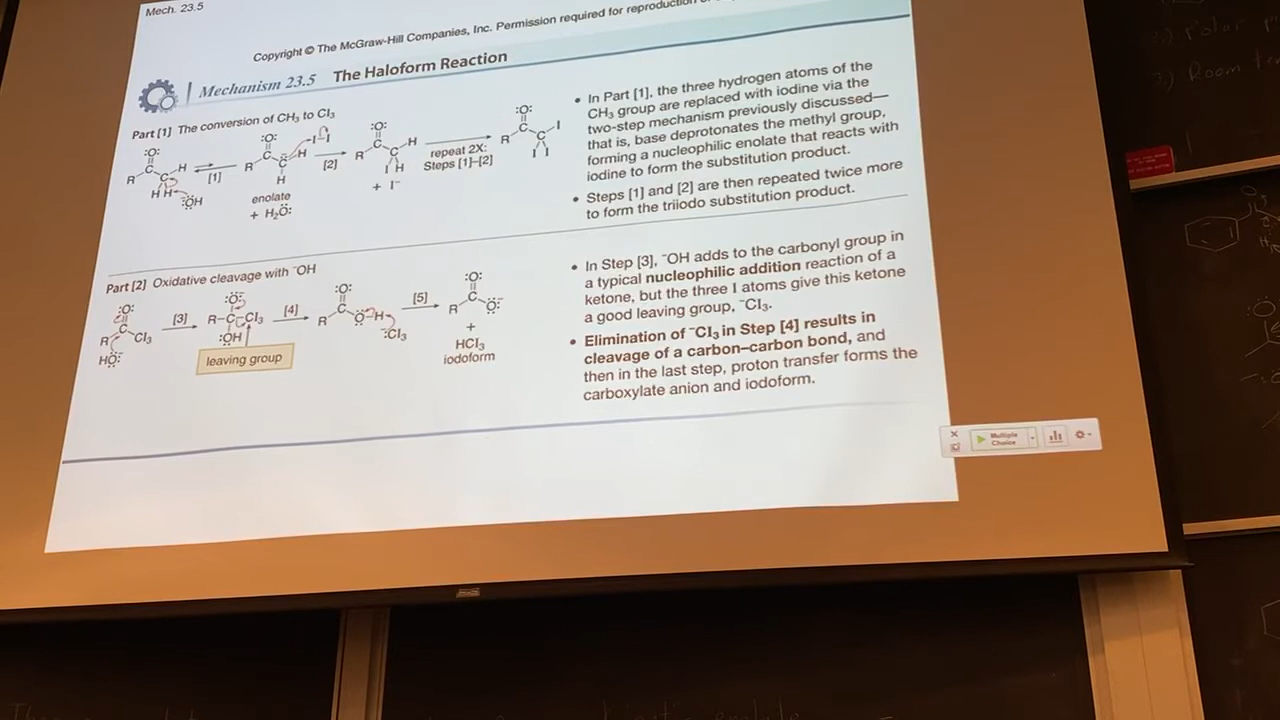 Mech. 23.5
Copyright © The McGraw-Hill Companies, Inc. Permission required for reproduction
Mechanism 23.5 The Haloform Reaction
Part [1] The conversion of CH₃ to CI₃
[1]
enolate
+ H₂Ö:
[2]
+ I⁻
repeat 2X:
Steps [1]–[2]
• In Part [1], the three hydrogen atoms of the
CH₃ group are replaced with iodine via the
two-step mechanism previously discussed—
that is, base deprotonates the methyl group,
forming a nucleophilic enolate that reacts with
iodine to form the substitution product.
• Steps [1] and [2] are then repeated twice more
to form the triiodo substitution product.
Part [2] Oxidative cleavage with ⁻OH
[3]
leaving group
[4]
[5]
+
HCI₃
iodoform
• In Step [3], ⁻OH adds to the carbonyl group in
a typical nucleophilic addition reaction of a
ketone, but the three I atoms give this ketone
a good leaving group, ⁻CI₃.
• Elimination of ⁻CI₃ in Step [4] results in
cleavage of a carbon–carbon bond, and
then in the last step, proton transfer forms the
carboxylate anion and iodoform.
Multiple
Choice